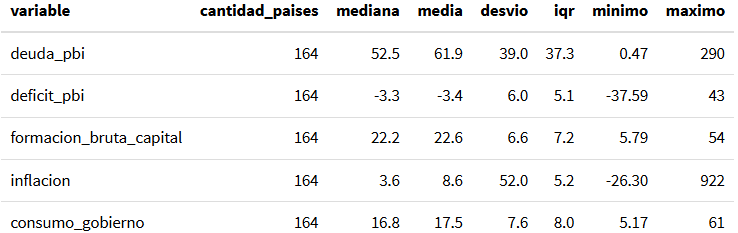 variable cantidad_paises mediana media desvio iqr minimo maximo
deuda_pbi 164 52.5 61.9 39.0 37.3 0.47 290
deficit_pbi 164 -3.3 -3.4 6.0 5.1 -37.59 43
formacion_bruta_capital 164 22.2 22.6 6.6 7.2 5.79 54
inflacion 164 3.6 8.6 52.0 5.2 -26.30 922
consumo_gobierno 164 16.8 17.5 7.6 8.0 5.17 61